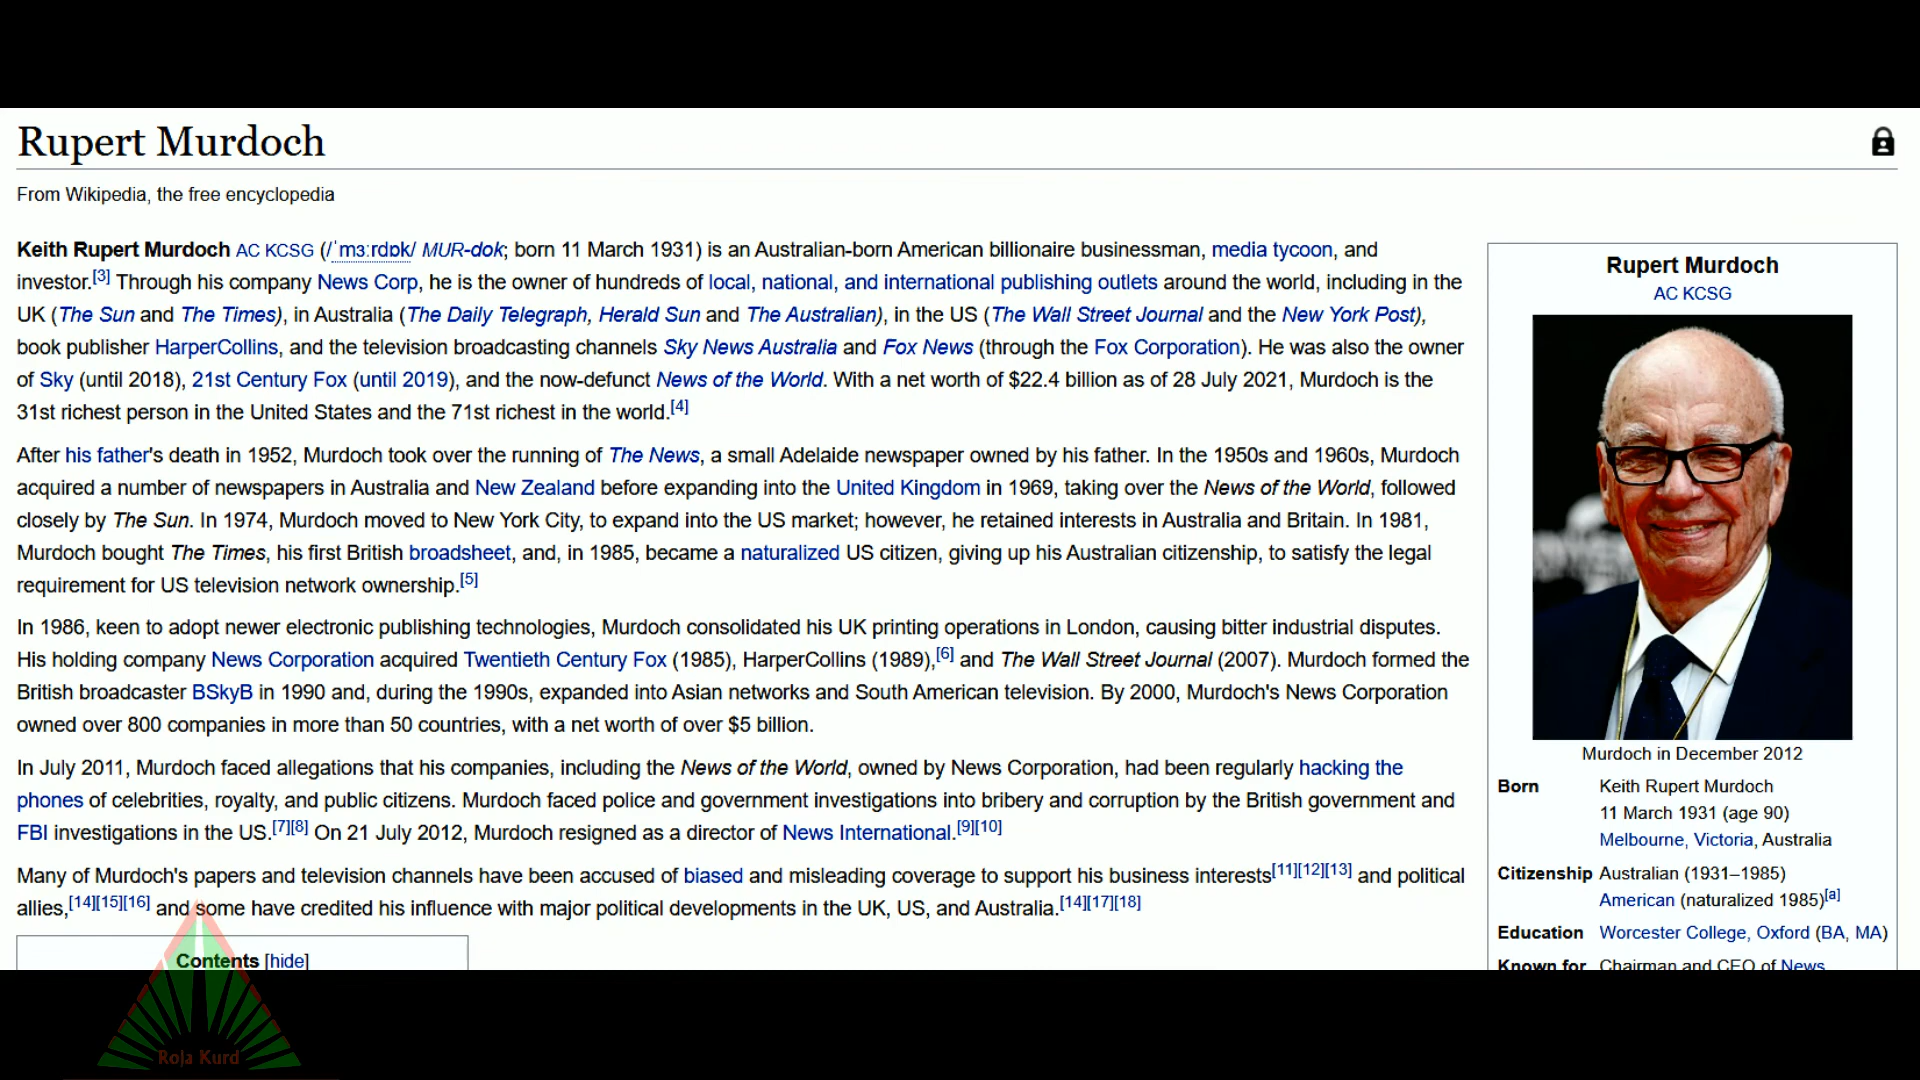 Rupert Murdoch
From Wikipedia, the free encyclopedia
Keith Rupert Murdoch AC KCSG (/ˈmɜːrdɒk/ MUR-dok; born 11 March 1931) is an Australian-born American billionaire businessman, media tycoon, and
investor.[3] Through his company News Corp, he is the owner of hundreds of local, national, and international publishing outlets around the world, including in the
UK (The Sun and The Times), in Australia (The Daily Telegraph, Herald Sun and The Australian), in the US (The Wall Street Journal and the New York Post),
book publisher HarperCollins, and the television broadcasting channels Sky News Australia and Fox News (through the Fox Corporation). He was also the owner
of Sky (until 2018), 21st Century Fox (until 2019), and the now-defunct News of the World. With a net worth of $22.4 billion as of 28 July 2021, Murdoch is the
31st richest person in the United States and the 71st richest in the world.[4]
After his father's death in 1952, Murdoch took over the running of The News, a small Adelaide newspaper owned by his father. In the 1950s and 1960s, Murdoch
acquired a number of newspapers in Australia and New Zealand before expanding into the United Kingdom in 1969, taking over the News of the World, followed
closely by The Sun. In 1974, Murdoch moved to New York City, to expand into the US market; however, he retained interests in Australia and Britain. In 1981,
Murdoch bought The Times, his first British broadsheet, and, in 1985, became a naturalized US citizen, giving up his Australian citizenship, to satisfy the legal
requirement for US television network ownership.[5]
In 1986, keen to adopt newer electronic publishing technologies, Murdoch consolidated his UK printing operations in London, causing bitter industrial disputes.
His holding company News Corporation acquired Twentieth Century Fox (1985), HarperCollins (1989),[6] and The Wall Street Journal (2007). Murdoch formed the
British broadcaster BSkyB in 1990 and, during the 1990s, expanded into Asian networks and South American television. By 2000, Murdoch's News Corporation
owned over 800 companies in more than 50 countries, with a net worth of over $5 billion.
In July 2011, Murdoch faced allegations that his companies, including the News of the World, owned by News Corporation, had been regularly hacking the
phones of celebrities, royalty, and public citizens. Murdoch faced police and government investigations into bribery and corruption by the British government and
FBI investigations in the US.[7][8] On 21 July 2012, Murdoch resigned as a director of News International.[9][10]
Many of Murdoch's papers and television channels have been accused of biased and misleading coverage to support his business interests[11][12][13] and political
allies,[14][15][16] and some have credited his influence with major political developments in the UK, US, and Australia.[14][17][18]
Contents [hide]
Rupert Murdoch
AC KCSG
Murdoch in December 2012
Born Keith Rupert Murdoch
11 March 1931 (age 90)
Melbourne, Victoria, Australia
Citizenship Australian (1931–1985)
American (naturalized 1985)[a]
Education Worcester College, Oxford (BA, MA)
Known for Chairman and CEO of News
Roja Kurd